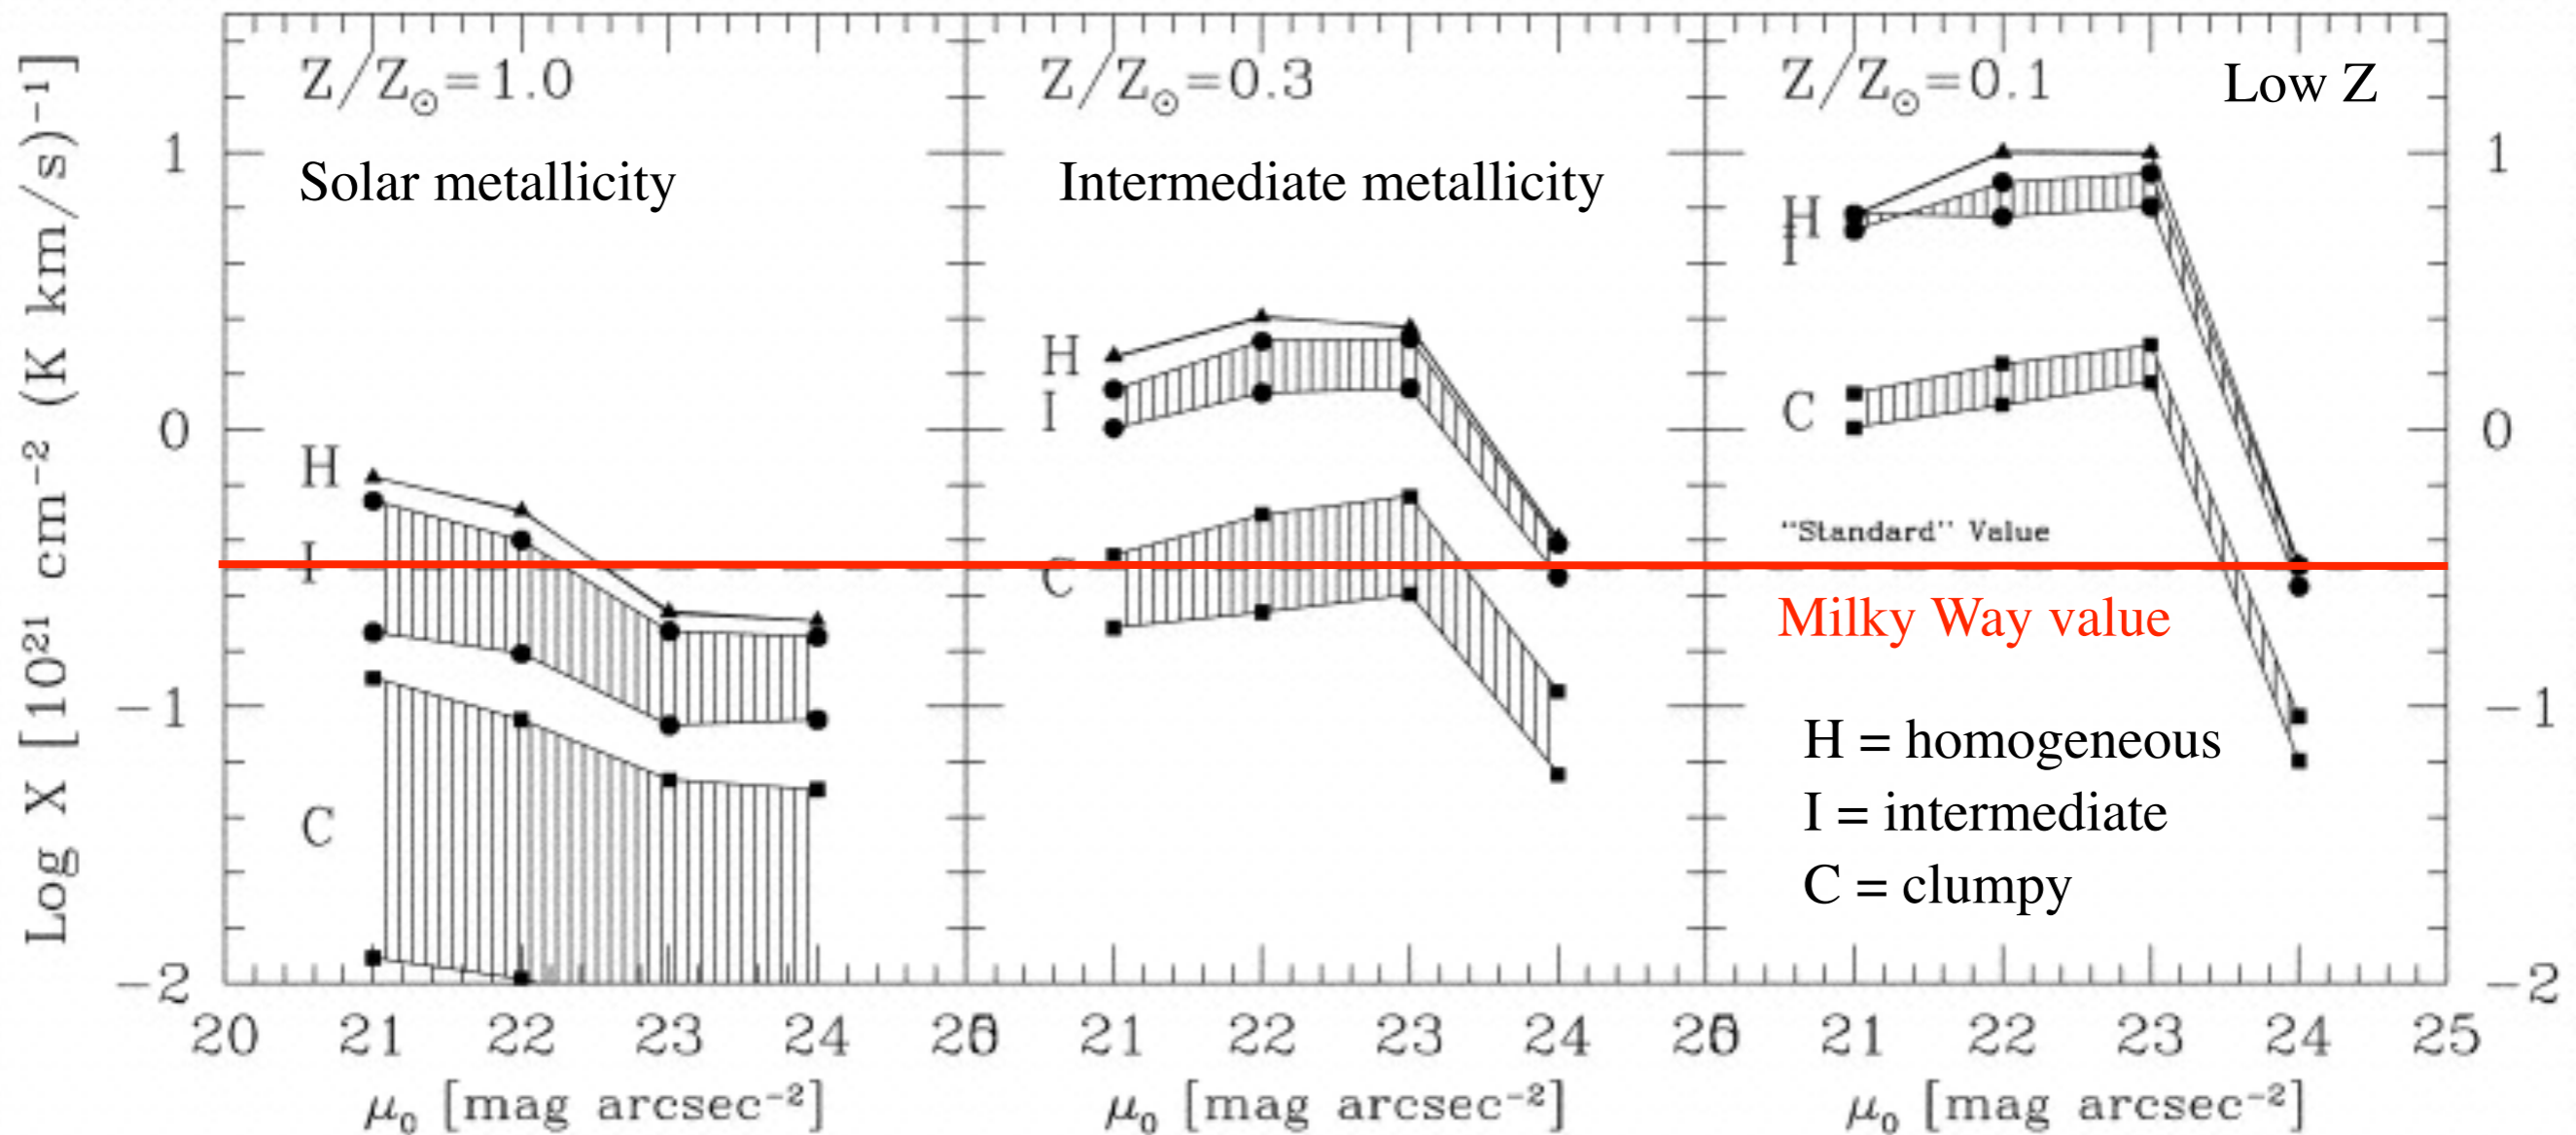 Z/Z☉=1.0
Z/Z☉=0.3
Z/Z☉=0.1 Low Z
Solar metallicity
Intermediate metallicity
Log X [10²¹ cm⁻² (K km/s)⁻¹]
1
0
−1
−2
H
I
C
H
I
C
H
I
C
"Standard" Value
Milky Way value
H = homogeneous
I = intermediate
C = clumpy
1
0
−1
−2
20 21 22 23 24 21 22 23 24 21 22 23 24 25
μ₀ [mag arcsec⁻²] μ₀ [mag arcsec⁻²] μ₀ [mag arcsec⁻²]